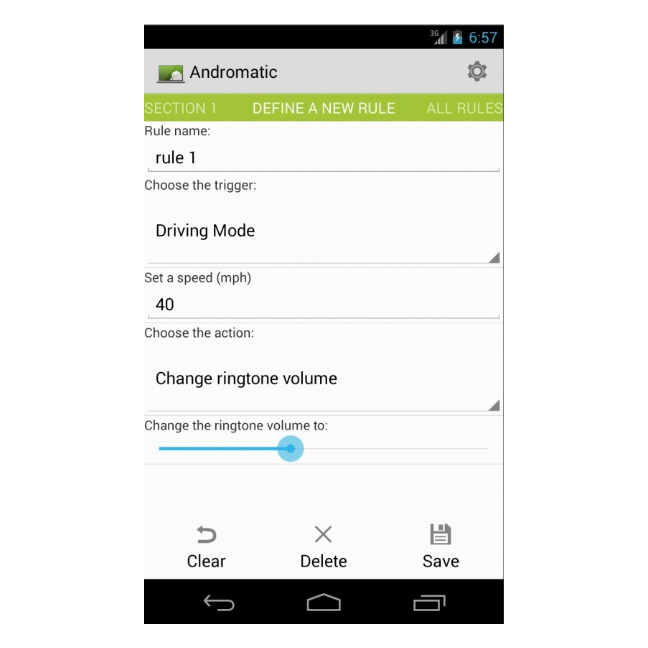 3G 6:57
Andromatic
SECTION 1 DEFINE A NEW RULE ALL RULES
Rule name:
rule 1
Choose the trigger:
Driving Mode
Set a speed (mph)
40
Choose the action:
Change ringtone volume
Change the ringtone volume to:
Clear Delete Save